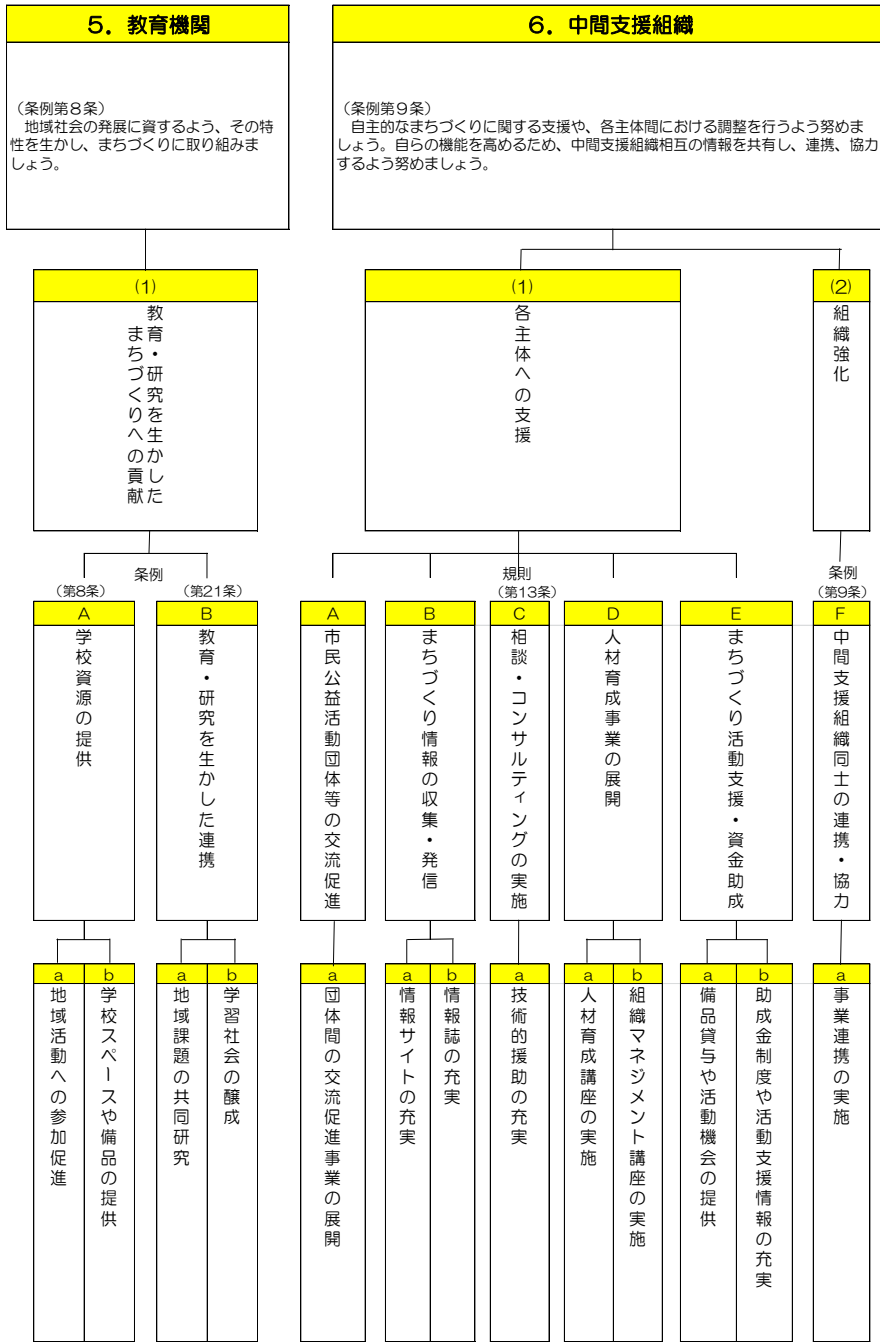 5．教育機関
（条例第８条）
　地域社会の発展に資するよう、その特
性を生かし、まちづくりに取り組みま
しょう。
6．中間支援組織
（条例第９条）
　自主的なまちづくりに関する支援や、各主体間における調整を行うよう努めま
しょう。自らの機能を高めるため、中間支援組織相互の情報を共有し、連携、協力
するよう努めましょう。
(1)
教育・研究を生かした
まちづくりへの貢献
(1)
各主体への支援
(2)
組織強化
条例
（第8条）
（第21条）
規則
（第13条）
条例
（第9条）
A
学校資源の提供
B
教育・研究を生かした連携
A
市民公益活動団体等の交流促進
B
まちづくり情報の収集・発信
C
相談・コンサルティングの実施
D
人材育成事業の展開
E
まちづくり活動支援・資金助成
F
中間支援組織同士の連携・協力
a
地域活動への参加促進
b
学校スペースや備品の提供
a
地域課題の共同研究
b
学習社会の醸成
a
団体間の交流促進事業の展開
a
情報サイトの充実
b
情報誌の充実
a
技術的援助の充実
a
人材育成講座の実施
b
組織マネジメント講座の実施
a
備品貸与や活動機会の提供
b
助成金制度や活動支援情報の充実
a
事業連携の実施